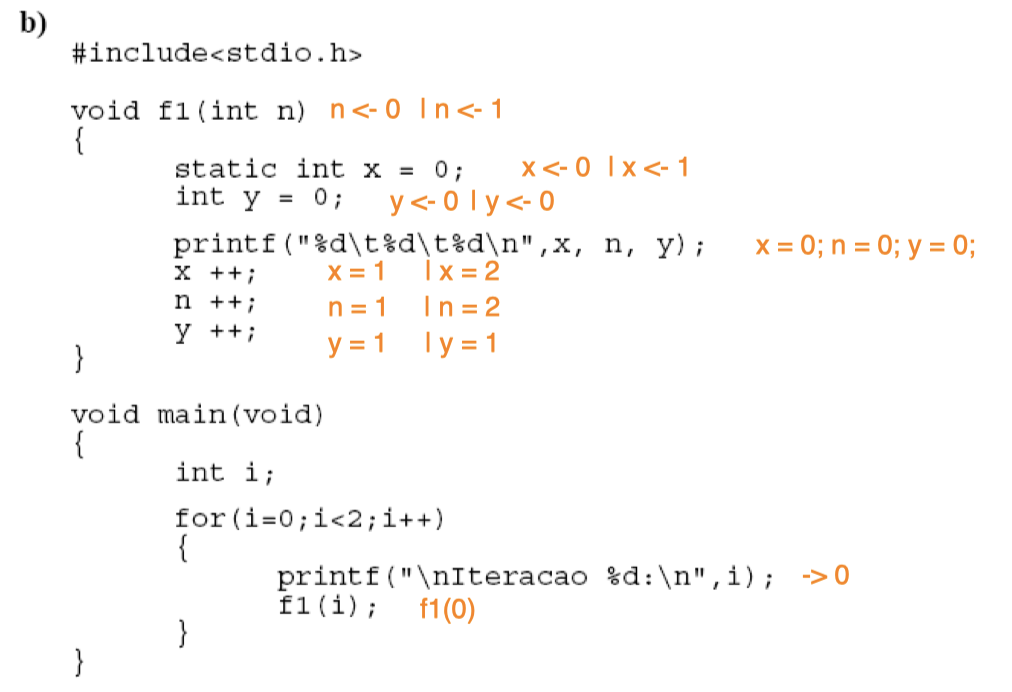 b)
#include<stdio.h>
void f1(int n) n <- 0 | n <- 1
{
static int x = 0; x <- 0 | x <- 1
int y = 0; y <- 0 | y <- 0
printf("%d\t%d\t%d\n",x, n, y); x = 0; n = 0; y = 0;
x ++; x = 1 | x = 2
n ++; n = 1 | n = 2
y ++; y = 1 | y = 1
}
void main(void)
{
int i;
for(i=0;i<2;i++)
{
printf("\nIteracao %d:\n",i); -> 0
f1(i); f1(0)
}
}